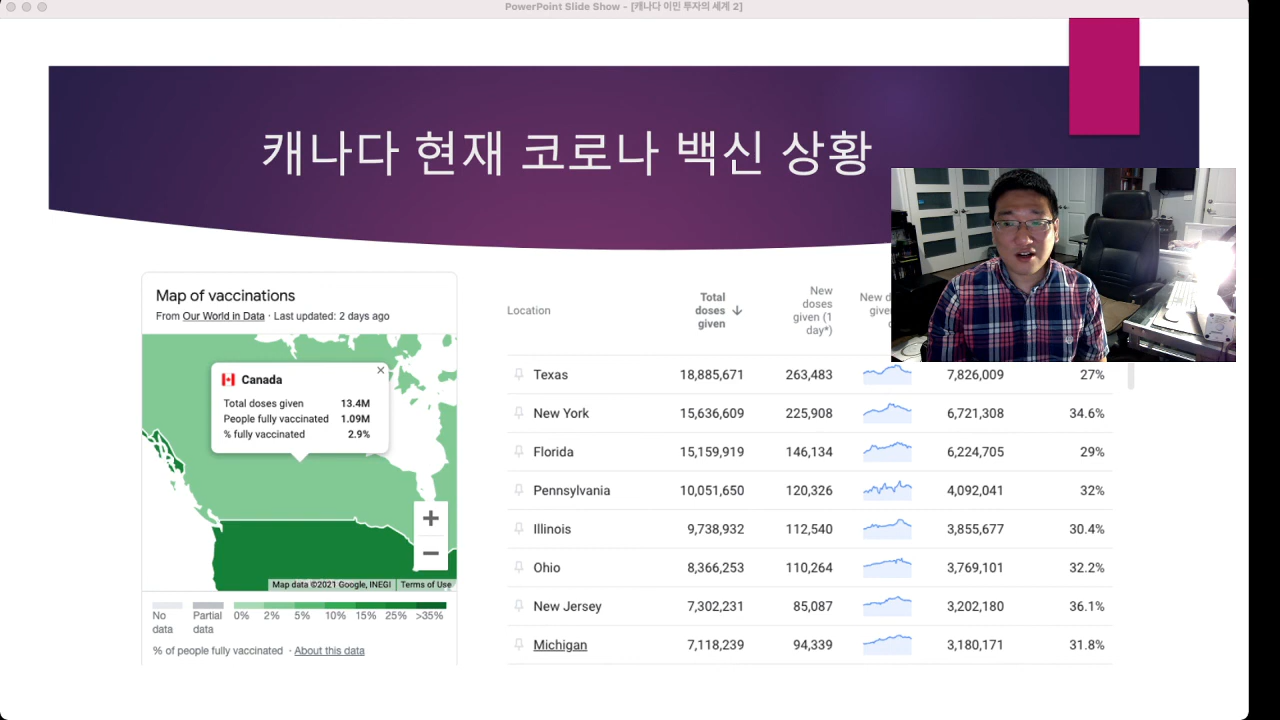 PowerPoint Slide Show - [캐나다 이민 투자의 세계 2]
캐나다 현재 코로나 백신 상황
Map of vaccinations
From Our World in Data · Last updated: 2 days ago
Canada
Total doses given 13.4M
People fully vaccinated 1.09M
% fully vaccinated 2.9%
Map data ©2021 Google, INEGI Terms of Use
No data Partial data 0% 2% 5% 10% 15% 25% >35%
% of people fully vaccinated · About this data
Location Total doses given New doses given (1 day*) New
Texas 18,885,671 263,483 7,826,009 27%
New York 15,636,609 225,908 6,721,308 34.6%
Florida 15,159,919 146,134 6,224,705 29%
Pennsylvania 10,051,650 120,326 4,092,041 32%
Illinois 9,738,932 112,540 3,855,677 30.4%
Ohio 8,366,253 110,264 3,769,101 32.2%
New Jersey 7,302,231 85,087 3,202,180 36.1%
Michigan 7,118,239 94,339 3,180,171 31.8%